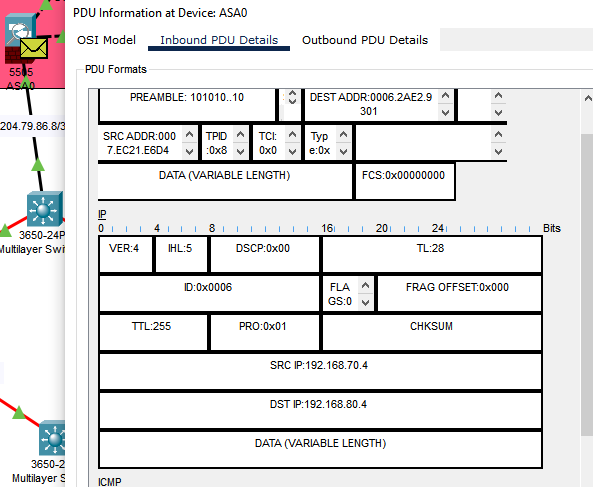 PDU Information at Device: ASA0
OSI Model
Inbound PDU Details
Outbound PDU Details
PDU Formats
PREAMBLE: 101010..10
DEST ADDR:0006.2AE2.9
301
SRC ADDR:000
7.EC21.E6D4
TPID
:0x8
TCI:
0x0
Typ
e:0x
DATA (VARIABLE LENGTH)
FCS:0x00000000
IP
0 4 8 16 20 24 Bits
VER:4
IHL:5
DSCP:0x00
TL:28
ID:0x0006
FLA
GS:0
FRAG OFFSET:0x000
TTL:255
PRO:0x01
CHKSUM
SRC IP:192.168.70.4
DST IP:192.168.80.4
DATA (VARIABLE LENGTH)
ICMP
5505
ASA0
204.79.86.8/3
3650-24P
Multilayer Swi
3650-2
Multilayer S